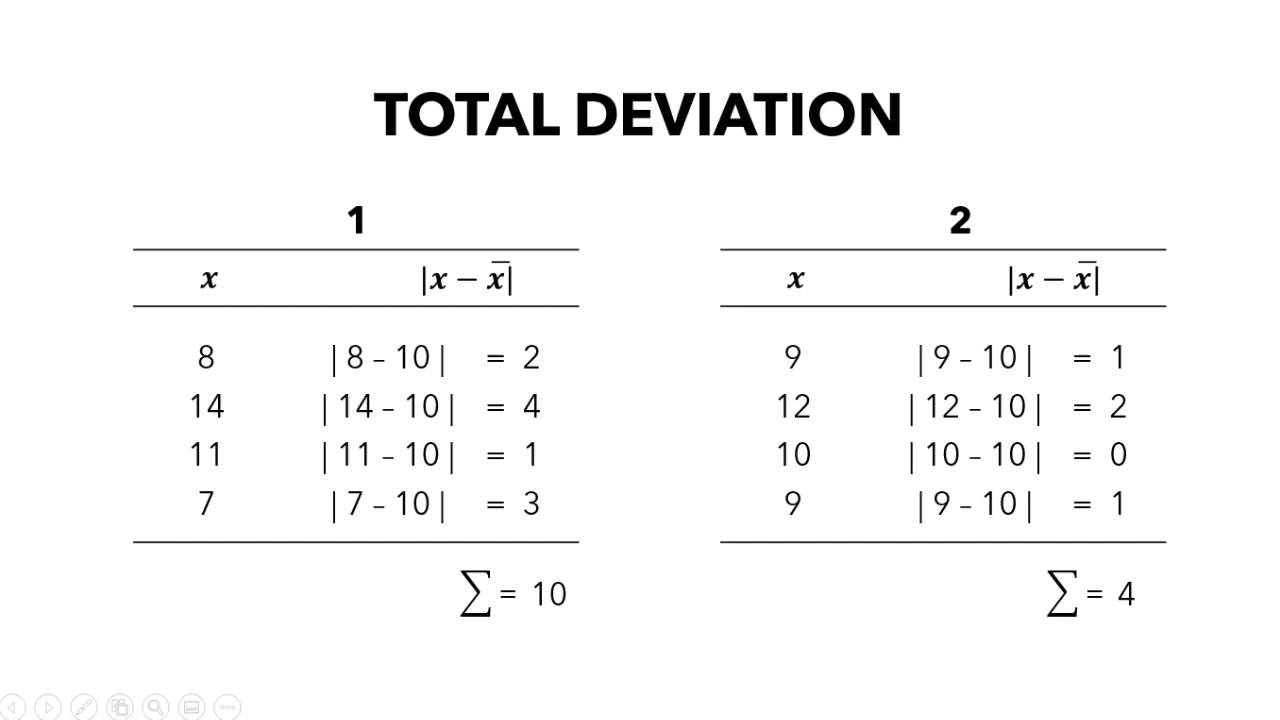 TOTAL DEVIATION
1
x |x − x̅|
8 | 8 – 10 | = 2
14 | 14 – 10 | = 4
11 | 11 – 10 | = 1
7 | 7 – 10 | = 3
∑ = 10
2
x |x − x̅|
9 | 9 – 10 | = 1
12 | 12 – 10 | = 2
10 | 10 – 10 | = 0
9 | 9 – 10 | = 1
∑ = 4